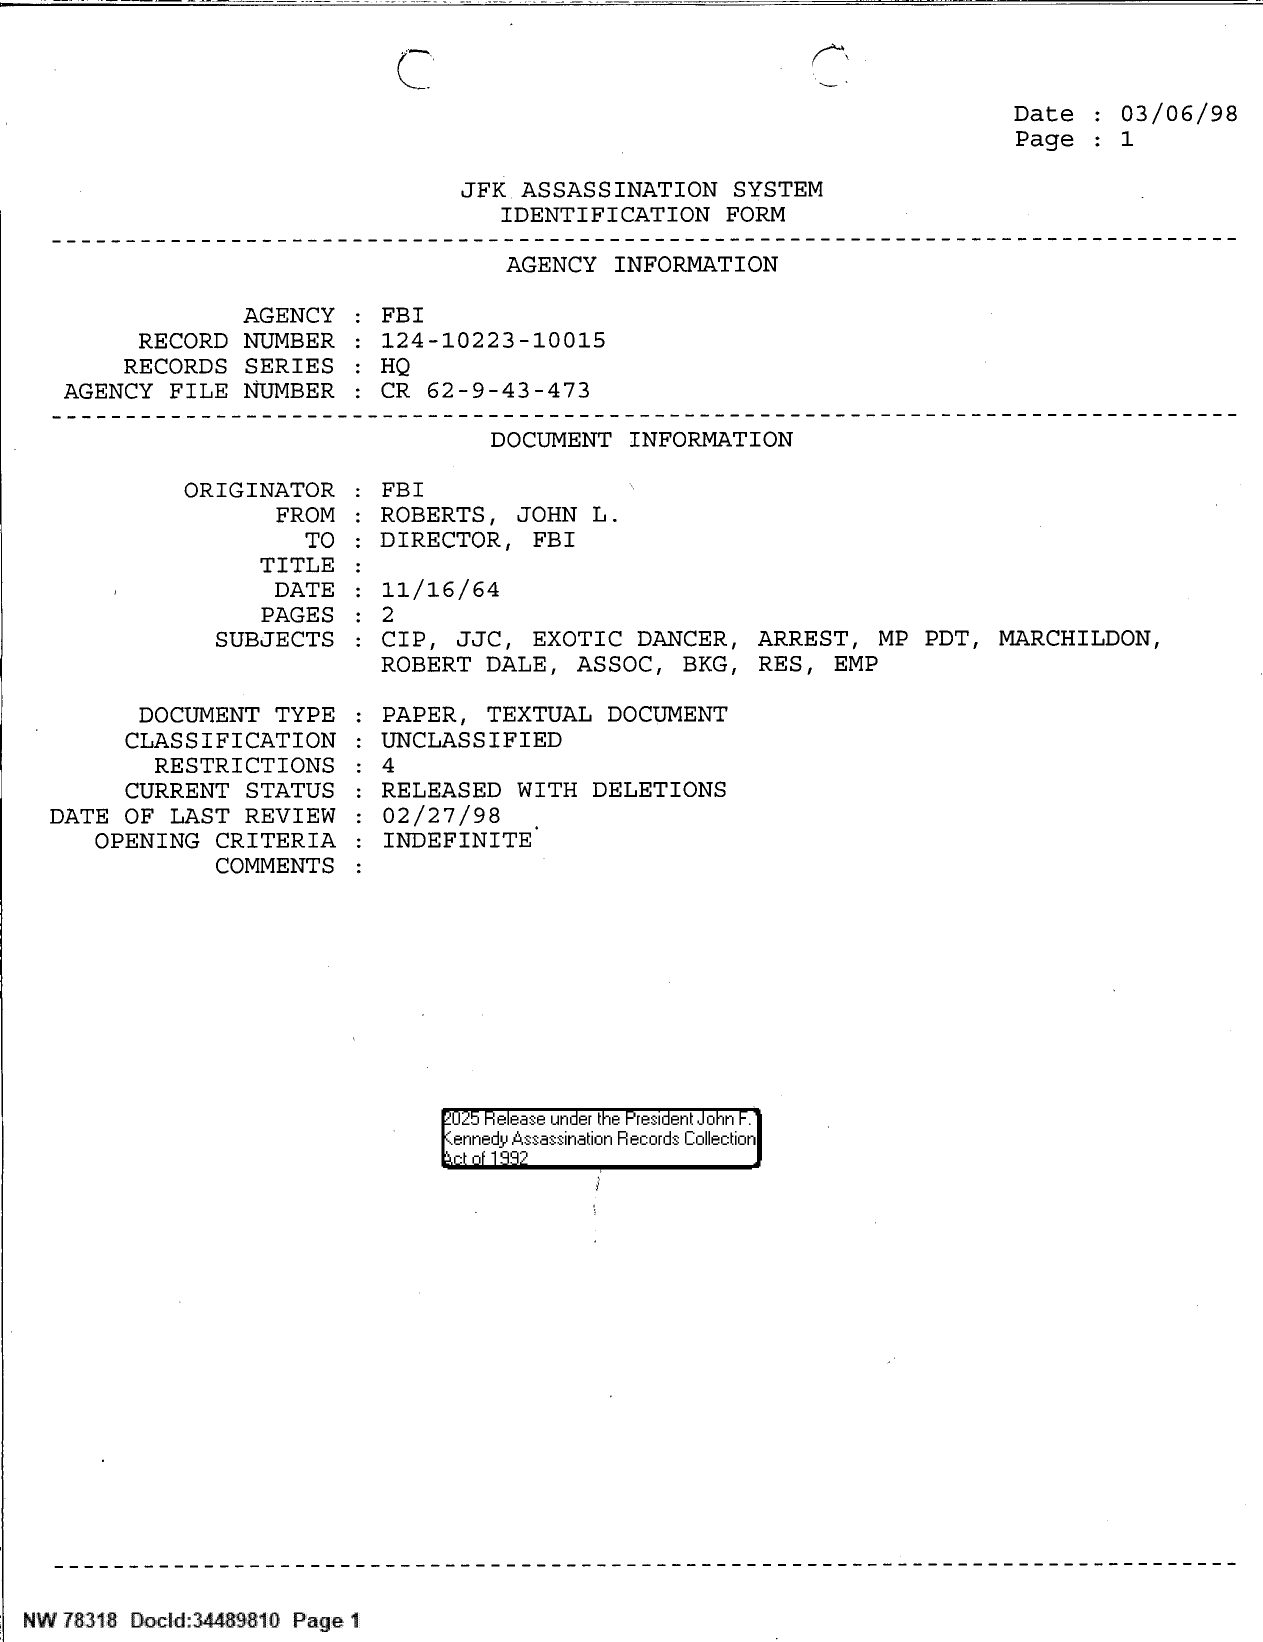 Date : 03/06/98
Page : 1
JFK ASSASSINATION SYSTEM
IDENTIFICATION FORM
AGENCY INFORMATION
AGENCY : FBI
RECORD NUMBER : 124-10223-10015
RECORDS SERIES : HQ
AGENCY FILE NUMBER : CR 62-9-43-473
DOCUMENT INFORMATION
ORIGINATOR : FBI
FROM : ROBERTS, JOHN L.
TO : DIRECTOR, FBI
TITLE :
DATE : 11/16/64
PAGES : 2
SUBJECTS : CIP, JJC, EXOTIC DANCER, ARREST, MP PDT, MARCHILDON,
ROBERT DALE, ASSOC, BKG, RES, EMP
DOCUMENT TYPE : PAPER, TEXTUAL DOCUMENT
CLASSIFICATION : UNCLASSIFIED
RESTRICTIONS : 4
CURRENT STATUS : RELEASED WITH DELETIONS
DATE OF LAST REVIEW : 02/27/98
OPENING CRITERIA : INDEFINITE
COMMENTS :
2025 Release under the President John F.
Kennedy Assassination Records Collection
Act of 1992
NW 78318 DocId:34489810 Page 1